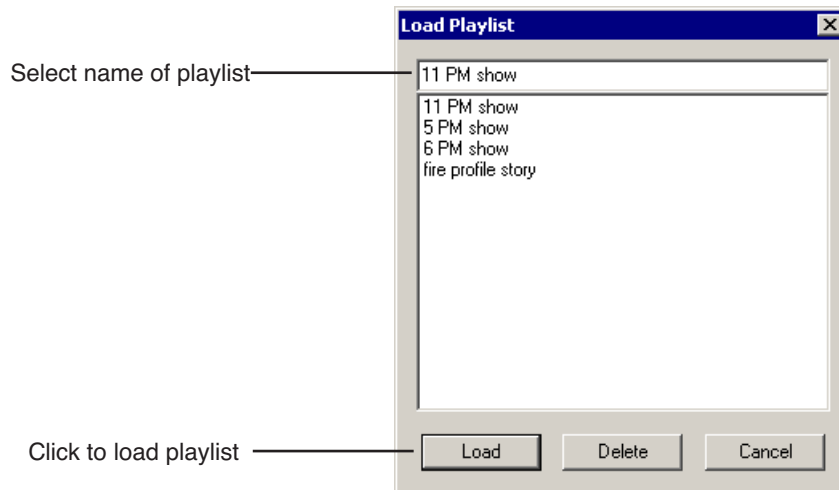 Load Playlist
Select name of playlist
11 PM show
11 PM show
5 PM show
6 PM show
fire profile story
Click to load playlist
Load
Delete
Cancel